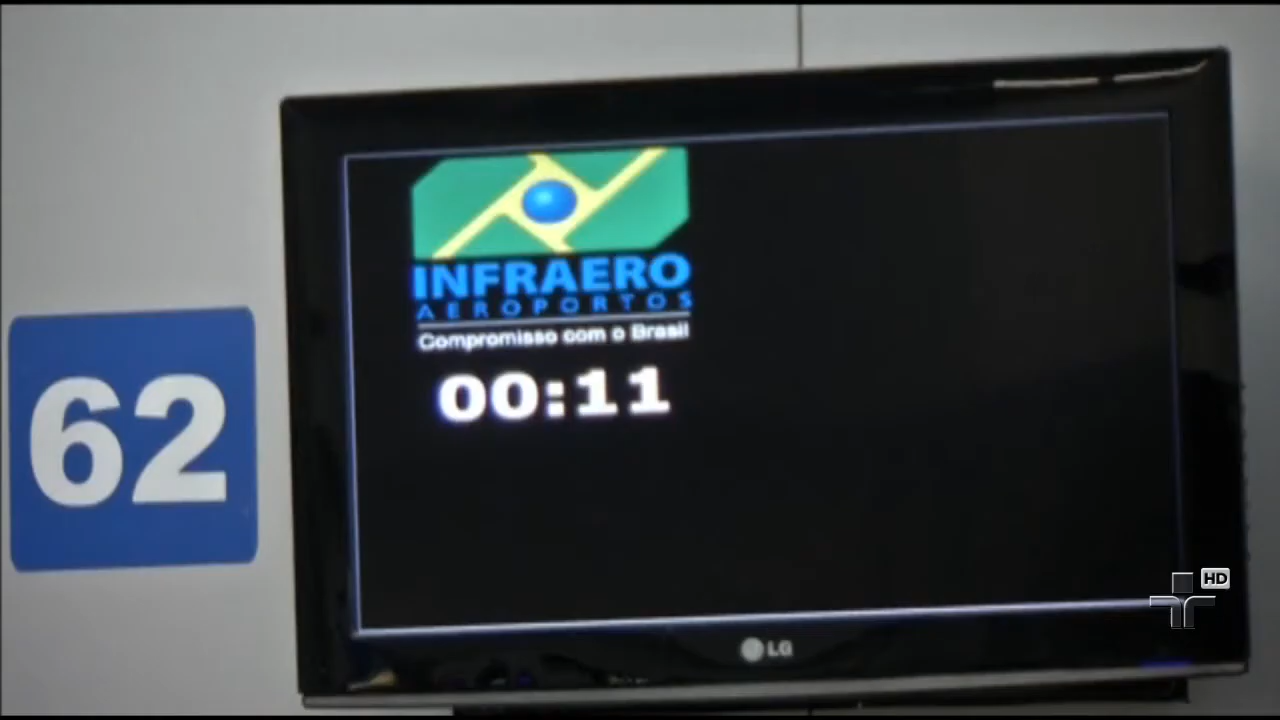 62
INFRAERO
AEROPORTOS
Compromisso com o Brasil
00:11
LG
HD